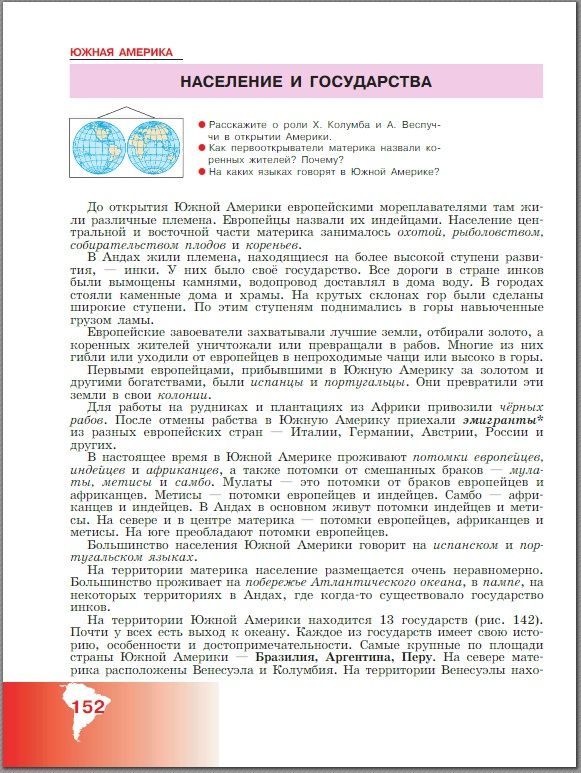 ЮЖНАЯ АМЕРИКА
НАСЕЛЕНИЕ И ГОСУДАРСТВА
● Расскажите о роли Х. Колумба и А. Веспуч-
чи в открытии Америки.
● Как первооткрыватели материка назвали ко-
ренных жителей? Почему?
● На каких языках говорят в Южной Америке?
До открытия Южной Америки европейскими мореплавателями там жи-
ли различные племена. Европейцы назвали их индейцами. Население цен-
тральной и восточной части материка занималось охотой, рыболовством,
собирательством плодов и кореньев.
В Андах жили племена, находящиеся на более высокой ступени разви-
тия, — инки. У них было своё государство. Все дороги в стране инков
были вымощены камнями, водопровод доставлял в дома воду. В городах
стояли каменные дома и храмы. На крутых склонах гор были сделаны
широкие ступени. По этим ступеням поднимались в горы навьюченные
грузом ламы.
Европейские завоеватели захватывали лучшие земли, отбирали золото, а
коренных жителей уничтожали или превращали в рабов. Многие из них
гибли или уходили от европейцев в непроходимые чащи или высоко в горы.
Первыми европейцами, прибывшими в Южную Америку за золотом и
другими богатствами, были испанцы и португальцы. Они превратили эти
земли в свои колонии.
Для работы на рудниках и плантациях из Африки привозили чёрных
рабов. После отмены рабства в Южную Америку приехали эмигранты*
из разных европейских стран — Италии, Германии, Австрии, России и
других.
В настоящее время в Южной Америке проживают потомки европейцев,
индейцев и африканцев, а также потомки от смешанных браков — мула-
ты, метисы и самбо. Мулаты — это потомки от браков европейцев и
африканцев. Метисы — потомки европейцев и индейцев. Самбо — афри-
канцев и индейцев. В Андах в основном живут потомки индейцев и мети-
сы. На севере и в центре материка — потомки европейцев, африканцев и
метисы. На юге преобладают потомки европейцев.
Большинство населения Южной Америки говорит на испанском и пор-
тугальском языках.
На территории материка население размещается очень неравномерно.
Большинство проживает на побережье Атлантического океана, в пампе, на
некоторых территориях в Андах, где когда-то существовало государство
инков.
На территории Южной Америки находится 13 государств (рис. 142).
Почти у всех есть выход к океану. Каждое из государств имеет свою исто-
рию, особенности и достопримечательности. Самые крупные по площади
страны Южной Америки — Бразилия, Аргентина, Перу. На севере мате-
рика расположены Венесуэла и Колумбия. На территории Венесуэлы нахо-
152